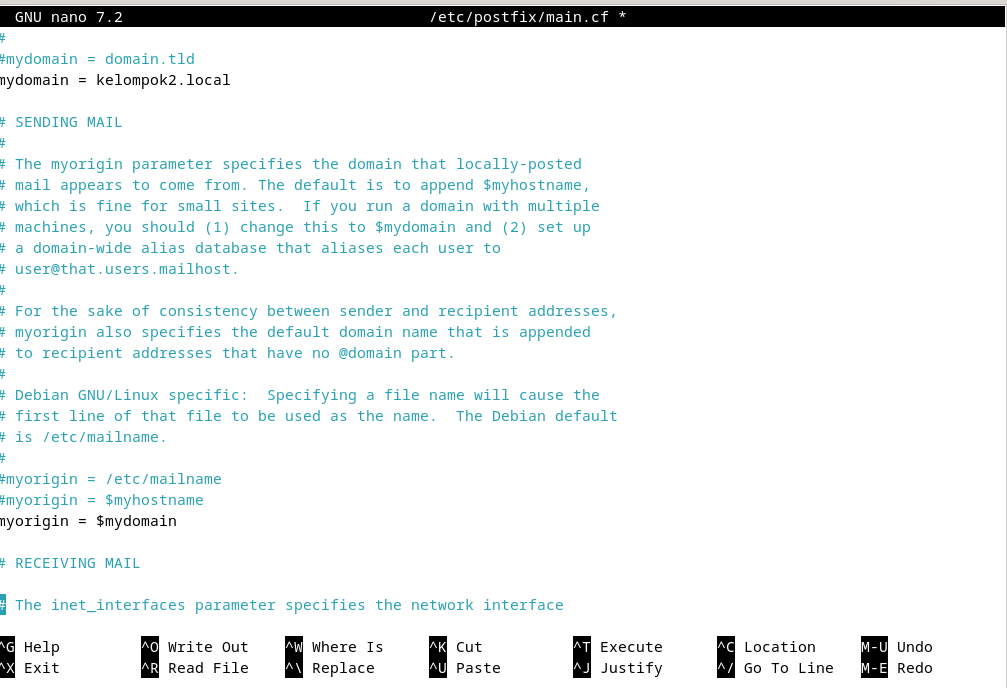 GNU nano 7.2 /etc/postfix/main.cf *
#
#mydomain = domain.tld
mydomain = kelompok2.local
# SENDING MAIL
#
# The myorigin parameter specifies the domain that locally-posted
# mail appears to come from. The default is to append $myhostname,
# which is fine for small sites.  If you run a domain with multiple
# machines, you should (1) change this to $mydomain and (2) set up
# a domain-wide alias database that aliases each user to
# user@that.users.mailhost.
#
# For the sake of consistency between sender and recipient addresses,
# myorigin also specifies the default domain name that is appended
# to recipient addresses that have no @domain part.
#
# Debian GNU/Linux specific:  Specifying a file name will cause the
# first line of that file to be used as the name.  The Debian default
# is /etc/mailname.
#
#myorigin = /etc/mailname
#myorigin = $myhostname
myorigin = $mydomain
# RECEIVING MAIL
# The inet_interfaces parameter specifies the network interface
^G Help ^O Write Out ^W Where Is ^K Cut ^T Execute ^C Location M-U Undo
^X Exit ^R Read File ^\ Replace ^U Paste ^J Justify ^/ Go To Line M-E Redo